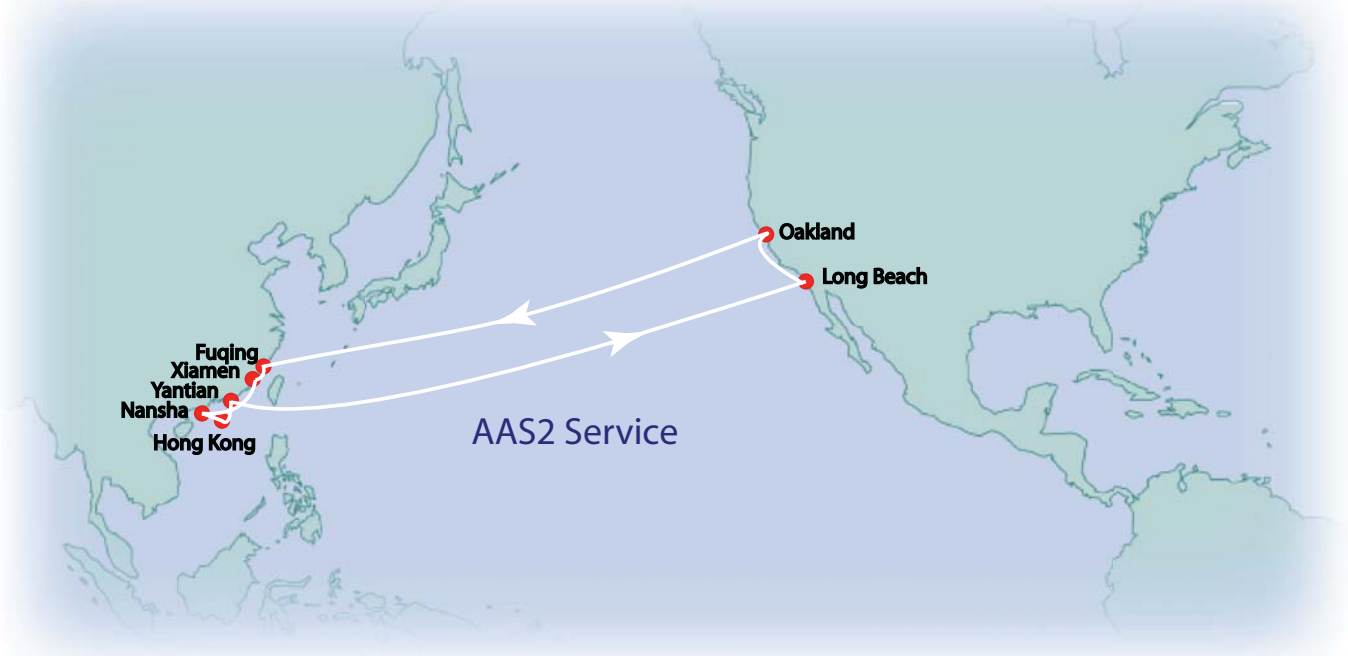 Oakland
Long Beach
Fuqing
Xiamen
Yantian
Nansha
Hong Kong
AAS2 Service